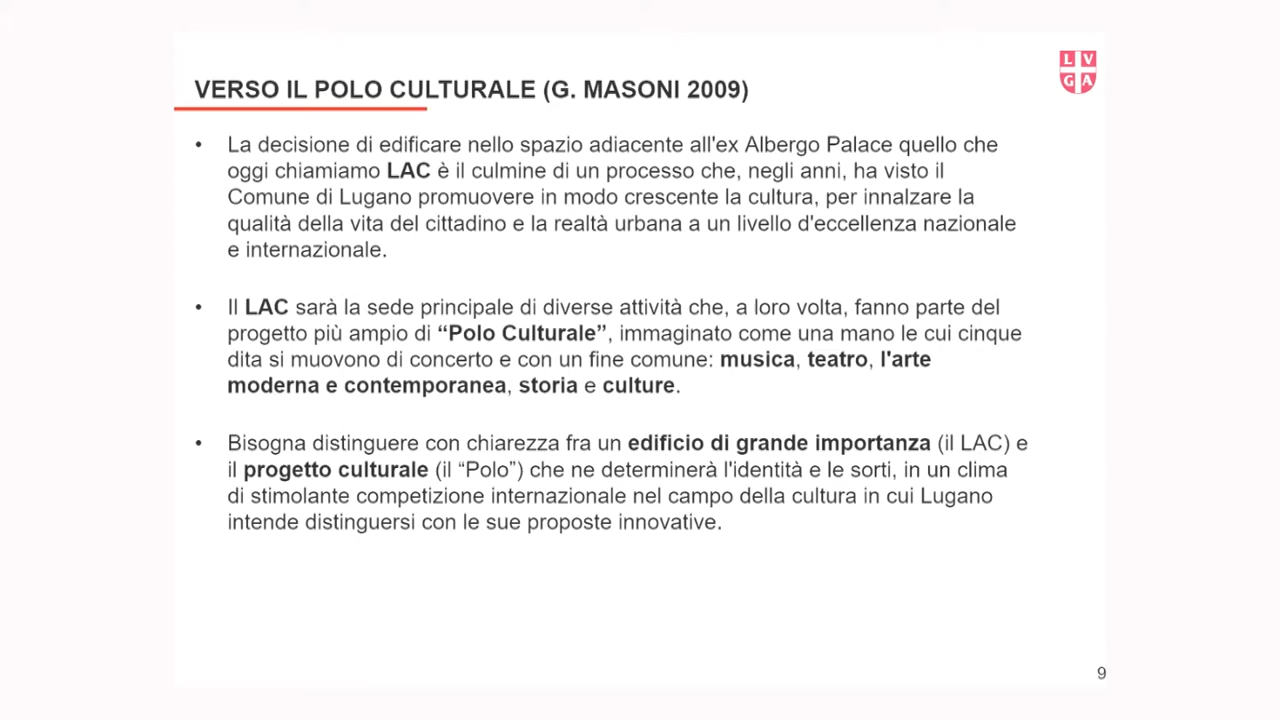 VERSO IL POLO CULTURALE (G. MASONI 2009)
LV
GA
• La decisione di edificare nello spazio adiacente all'ex Albergo Palace quello che
oggi chiamiamo LAC è il culmine di un processo che, negli anni, ha visto il
Comune di Lugano promuovere in modo crescente la cultura, per innalzare la
qualità della vita del cittadino e la realtà urbana a un livello d'eccellenza nazionale
e internazionale.
• Il LAC sarà la sede principale di diverse attività che, a loro volta, fanno parte del
progetto più ampio di “Polo Culturale”, immaginato come una mano le cui cinque
dita si muovono di concerto e con un fine comune: musica, teatro, l'arte
moderna e contemporanea, storia e culture.
• Bisogna distinguere con chiarezza fra un edificio di grande importanza (il LAC) e
il progetto culturale (il “Polo”) che ne determinerà l'identità e le sorti, in un clima
di stimolante competizione internazionale nel campo della cultura in cui Lugano
intende distinguersi con le sue proposte innovative.
9